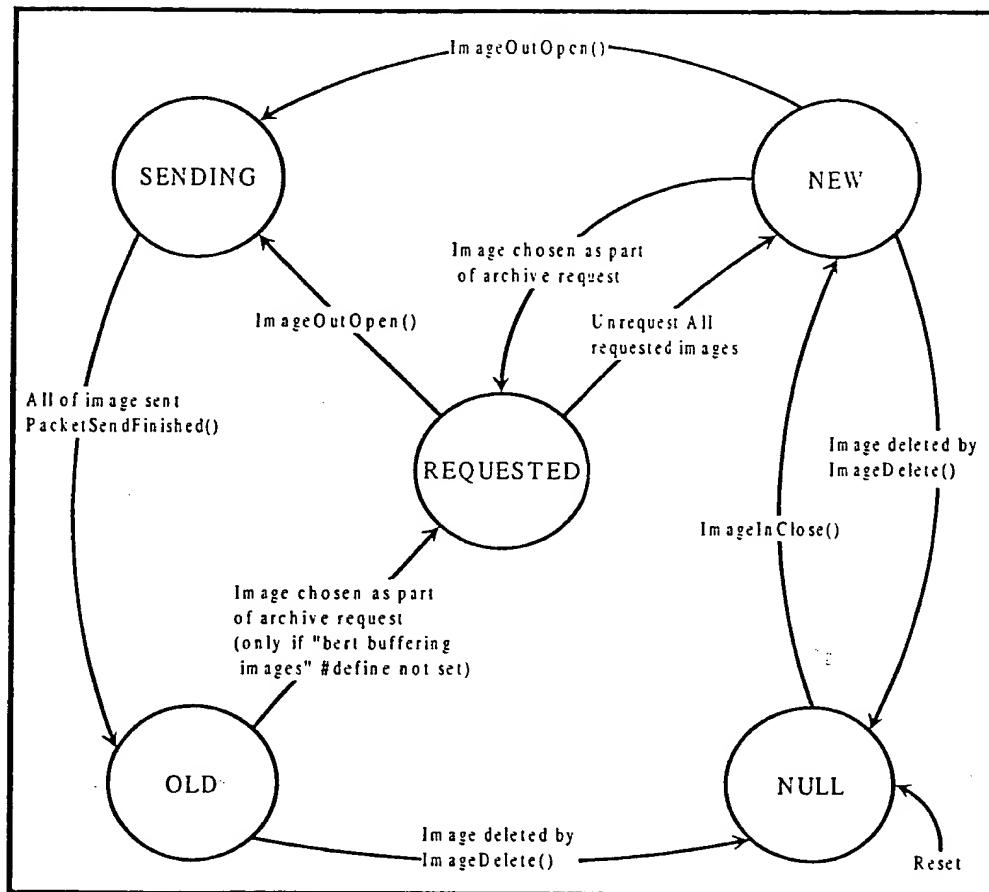 ImageOutOpen()
SENDING
NEW
Image chosen as part
of archive request
ImageOutOpen()
Unrequest All
requested images
All of image sent
PacketSendFinished()
REQUESTED
Image deleted by
ImageDelete()
ImageInClose()
Image chosen as part
of archive request
(only if "bert buffering
images" #define not set)
OLD
NULL
Image deleted by
ImageDelete()
Reset